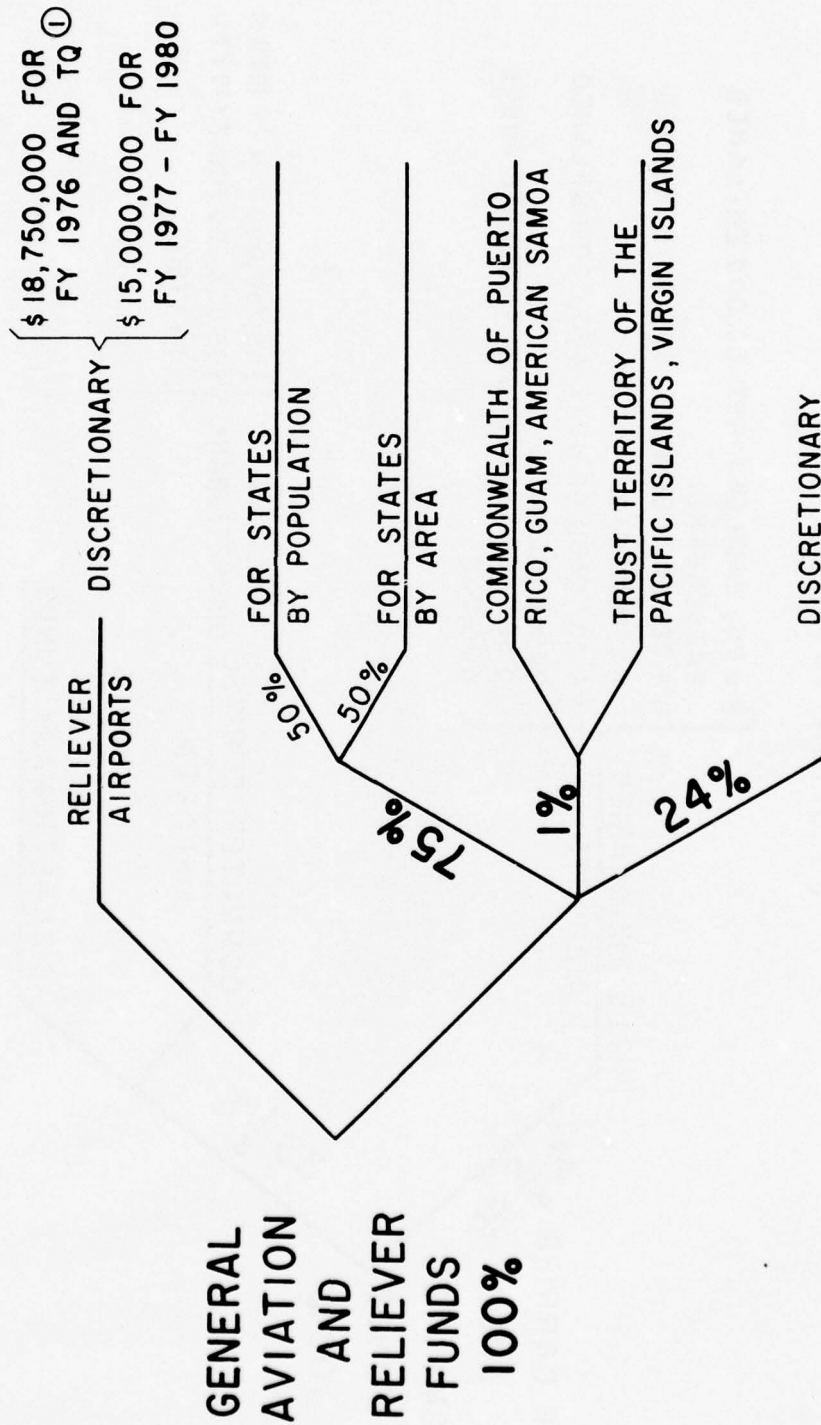 GENERAL
AVIATION
AND
RELIEVER
FUNDS
100%
RELIEVER
AIRPORTS
DISCRETIONARY
$18,750,000 FOR
FY 1976 AND TQ ①
$15,000,000 FOR
FY 1977 - FY 1980
75%
50%
FOR STATES
BY POPULATION
50%
FOR STATES
BY AREA
1%
COMMONWEALTH OF PUERTO
RICO, GUAM, AMERICAN SAMOA
TRUST TERRITORY OF THE
PACIFIC ISLANDS, VIRGIN ISLANDS
24%
DISCRETIONARY